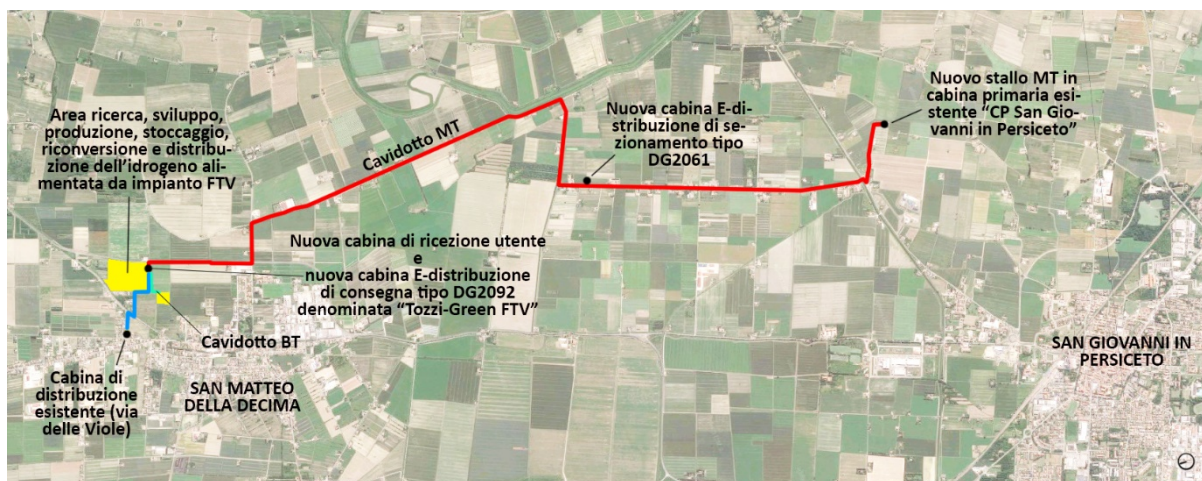 Area ricerca, sviluppo,
produzione, stoccaggio,
riconversione e distribu-
zione dell'idrogeno ali-
mentata da impianto FTV
Cavidotto MT
Nuova cabina E-di-
stribuzione di se-
zionamento tipo
DG2061
Nuovo stallo MT in
cabina primaria esi-
stente “CP San Gio-
vanni in Persiceto”
Nuova cabina di ricezione utente
e
nuova cabina E-distribuzione
di consegna tipo DG2092
denominata “Tozzi-Green FTV”
Cavidotto BT
Cabina di
distribuzione
esistente (via
delle Viole)
SAN MATTEO
DELLA DECIMA
SAN GIOVANNI IN
PERSICETO